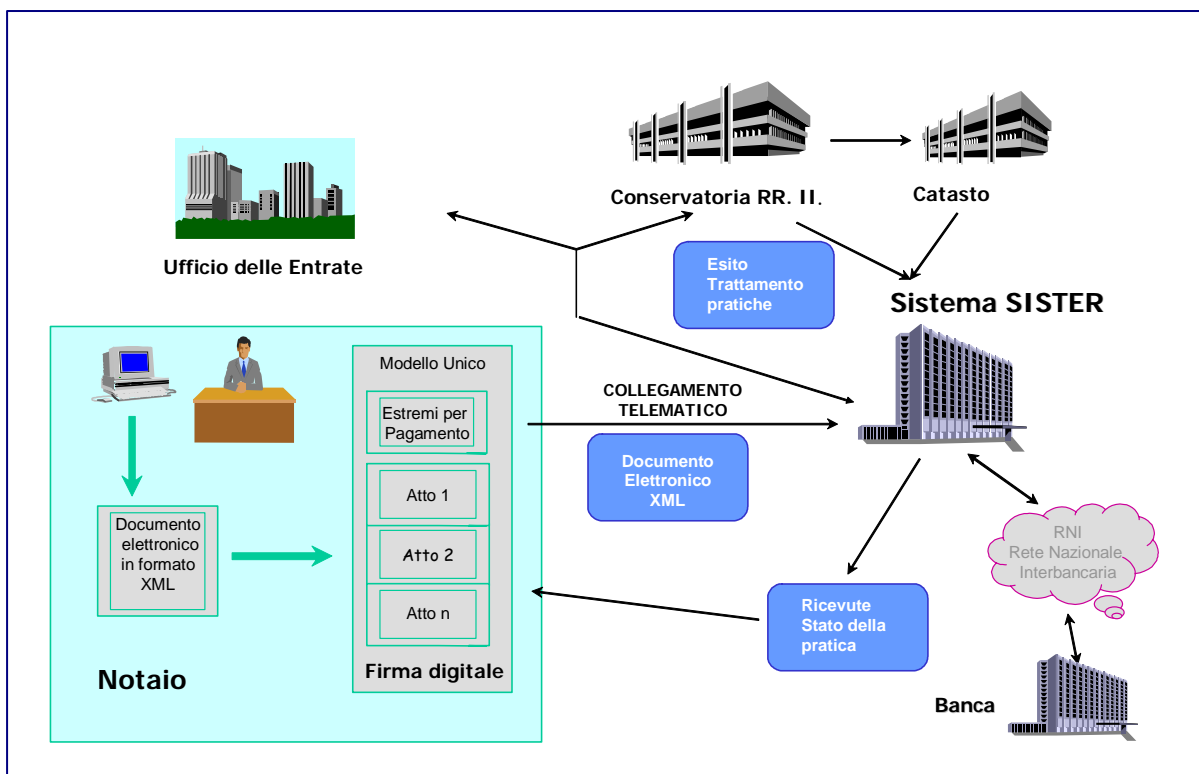 Conservatoria RR. II.
Catasto
Ufficio delle Entrate
Esito
Trattamento
pratiche
Sistema SISTER
Modello Unico
Estremi per
Pagamento
COLLEGAMENTO
TELEMATICO
Documento
Elettronico
XML
Atto 1
Documento
elettronico
in formato
XML
Atto 2
Atto n
RNI
Rete Nazionale
Interbancaria
Ricevute
Stato della
pratica
Notaio
Firma digitale
Banca